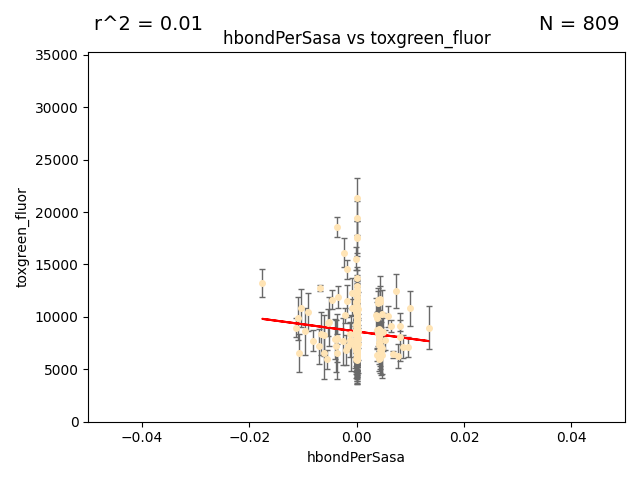 r^2 = 0.01
N = 809
hbondPerSasa vs toxgreen_fluor
35000
30000
25000
20000
15000
10000
5000
0
toxgreen_fluor
−0.04
−0.02
0.00
0.02
0.04
hbondPerSasa